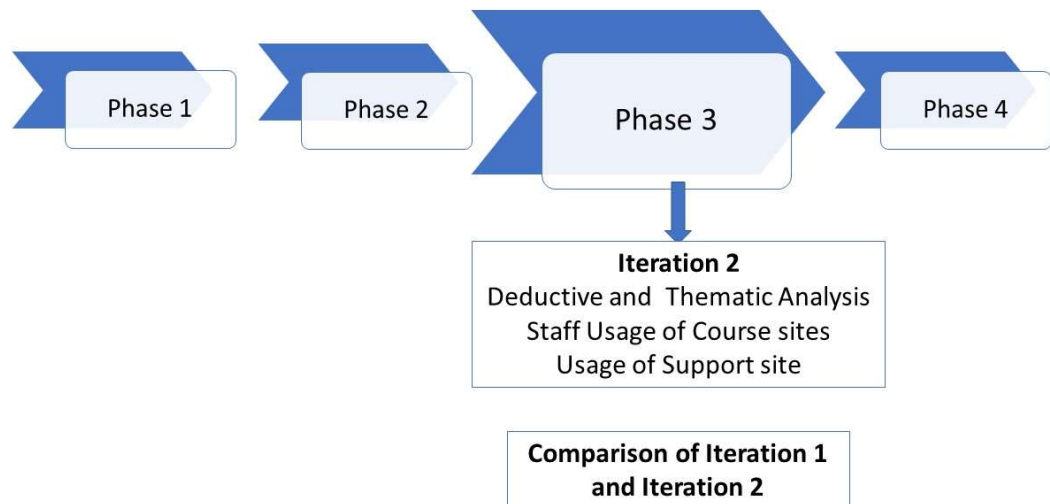 Phase 1
Phase 2
Phase 3
Phase 4
Iteration 2
Deductive and Thematic Analysis
Staff Usage of Course sites
Usage of Support site
Comparison of Iteration 1
and Iteration 2